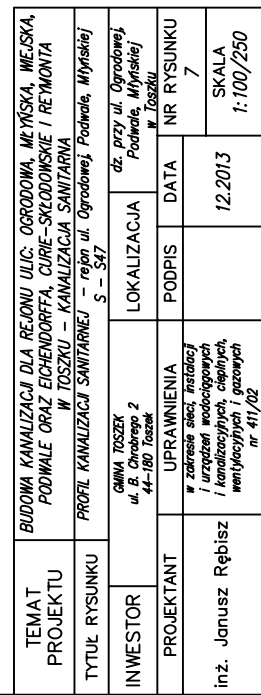 TEMAT
PROJEKTU
BUDOWA KANALIZACJI DLA REJONU ULIC: OGRODOWA, MŁYŃSKA, WIEJSKA,
PODWALE ORAZ EICHENDORFFA, CURIE-SKŁODOWSKIE I REYMONTA
W TOSZKU - KANALIZACJA SANITARNA
TYTUŁ RYSUNKU
PROFIL KANALIZACJI SANITARNEJ - rejon ul. Ogrodowej, Podwale, Młyńskiej
S - S47
INWESTOR
GMINA TOSZEK
ul. B. Chrobrego 2
44-180 Toszek
LOKALIZACJA
dz. przy ul. Ogrodowej,
Podwale, Młyńskiej
w Toszku
PROJEKTANT
UPRAWNIENIA
PODPIS
DATA
NR RYSUNKU
inż. Janusz Rębisz
w zakresie sieci, instalacji
i urządzeń wodociągowych
i kanalizacyjnych, cieplnych,
wentylacyjnych i gazowych
nr 411/02
12.2013
7
SKALA
1:100/250